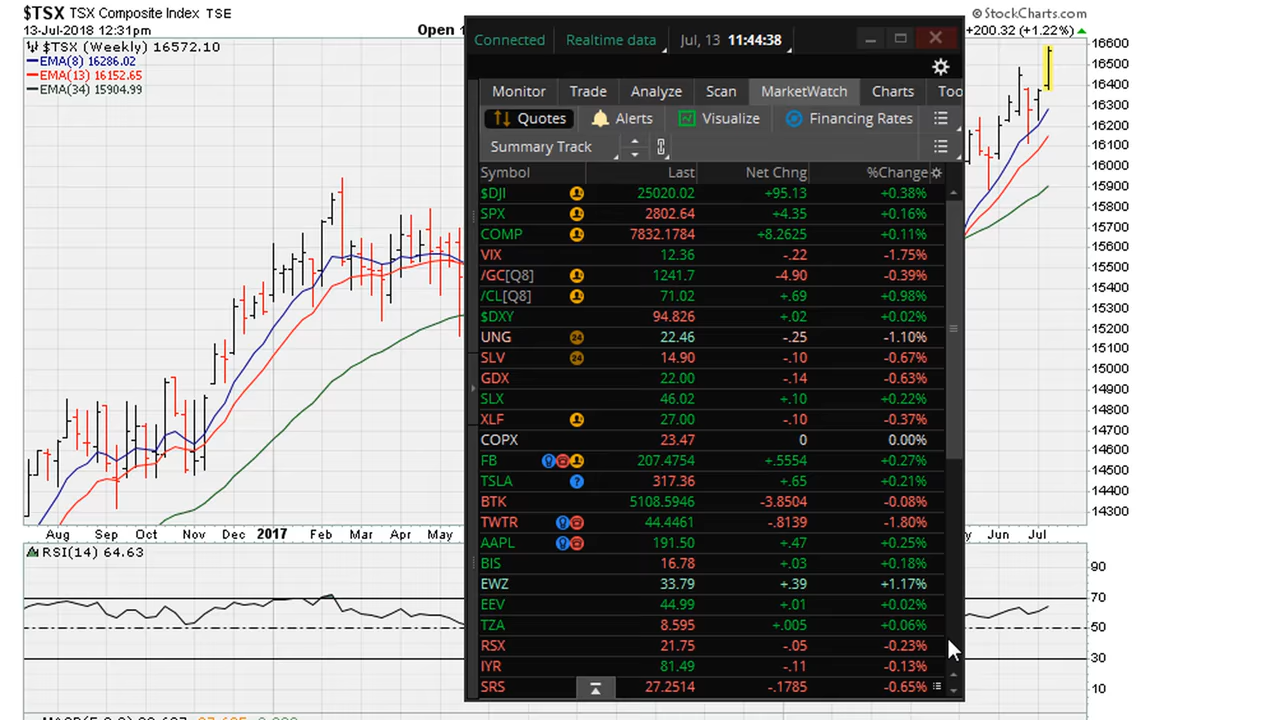 $TSX TSX Composite Index TSE
© StockCharts.com
13-Jul-2018 12:31pm
Open 1
+200.32 (+1.22%)
$TSX (Weekly) 16572.10
EMA(8) 16286.02
EMA(13) 16152.65
EMA(34) 15904.99
Connected
Realtime data
Jul, 13 11:44:38
Monitor Trade Analyze Scan MarketWatch Charts Too
Quotes Alerts Visualize Financing Rates
Summary Track
Symbol Last Net Chng %Change
$DJI 25020.02 +95.13 +0.38%
SPX 2802.64 +4.35 +0.16%
COMP 7832.1784 +8.2625 +0.11%
VIX 12.36 -.22 -1.75%
/GC[Q8] 1241.7 -4.90 -0.39%
/CL[Q8] 71.02 +.69 +0.98%
$DXY 94.826 +.02 +0.02%
UNG 24 22.46 -.25 -1.10%
SLV 24 14.90 -.10 -0.67%
GDX 22.00 -.14 -0.63%
SLX 46.02 +.10 +0.22%
XLF 27.00 -.10 -0.37%
COPX 23.47 0 0.00%
FB 207.4754 +.5554 +0.27%
TSLA ? 317.36 +.65 +0.21%
BTK 5108.5946 -3.8504 -0.08%
TWTR 44.4461 -.8139 -1.80%
AAPL 191.50 +.47 +0.25%
BIS 16.78 +.03 +0.18%
EWZ 33.79 +.39 +1.17%
EEV 44.99 +.01 +0.02%
TZA 8.595 +.005 +0.06%
RSX 21.75 -.05 -0.23%
IYR 81.49 -.11 -0.13%
SRS 27.2514 -.1785 -0.65%
16600
16500
16400
16300
16200
16100
16000
15900
15800
15700
15600
15500
15400
15300
15200
15100
15000
14900
14800
14700
14600
14500
14400
14300
Aug Sep Oct Nov Dec 2017 Feb Mar Apr May
Jun Jul
RSI(14) 64.63
90
70
50
30
10